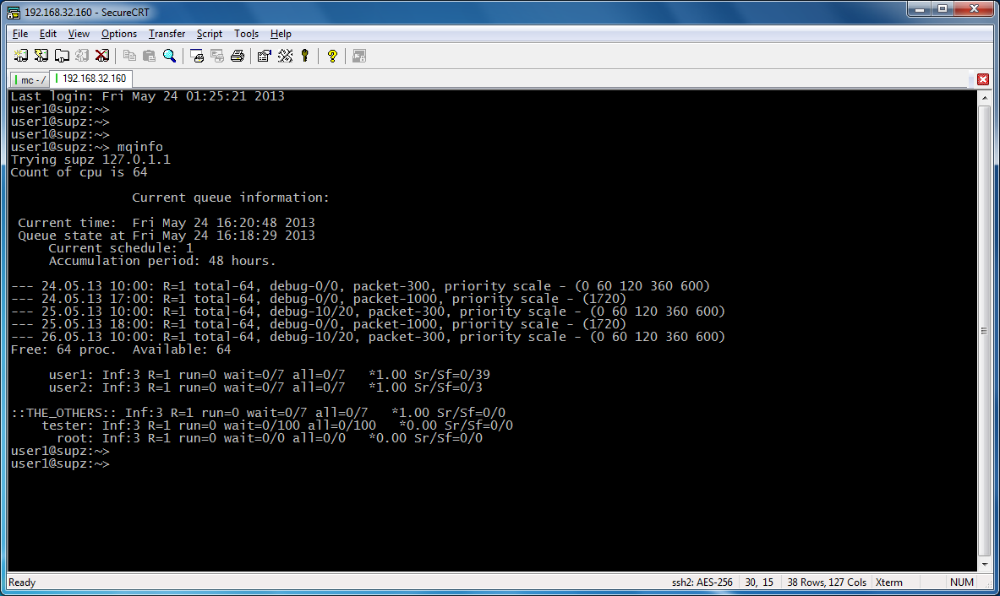 192.168.32.160 - SecureCRT
File Edit View Options Transfer Script Tools Help
mc - / 192.168.32.160
Last login: Fri May 24 01:25:21 2013
user1@supz:~>
user1@supz:~>
user1@supz:~>
user1@supz:~> mqinfo
Trying supz 127.0.1.1
Count of cpu is 64
Current queue information:
Current time:  Fri May 24 16:20:48 2013
Queue state at Fri May 24 16:18:29 2013
Current schedule: 1
Accumulation period: 48 hours.
--- 24.05.13 10:00: R=1 total-64, debug-0/0, packet-300, priority scale - (0 60 120 360 600)
--- 24.05.13 17:00: R=1 total-64, debug-0/0, packet-1000, priority scale - (1720)
--- 25.05.13 10:00: R=1 total-64, debug-10/20, packet-300, priority scale - (0 60 120 360 600)
--- 25.05.13 18:00: R=1 total-64, debug-0/0, packet-1000, priority scale - (1720)
--- 26.05.13 10:00: R=1 total-64, debug-10/20, packet-300, priority scale - (0 60 120 360 600)
Free: 64 proc.  Available: 64
user1: Inf:3 R=1 run=0 wait=0/7 all=0/7   *1.00 Sr/Sf=0/39
user2: Inf:3 R=1 run=0 wait=0/7 all=0/7   *1.00 Sr/Sf=0/3
::THE_OTHERS:: Inf:3 R=1 run=0 wait=0/7 all=0/7   *1.00 Sr/Sf=0/0
tester: Inf:3 R=1 run=0 wait=0/100 all=0/100   *0.00 Sr/Sf=0/0
root: Inf:3 R=1 run=0 wait=0/0 all=0/0   *0.00 Sr/Sf=0/0
user1@supz:~>
user1@supz:~>
Ready ssh2: AES-256 30, 15 38 Rows, 127 Cols Xterm NUM